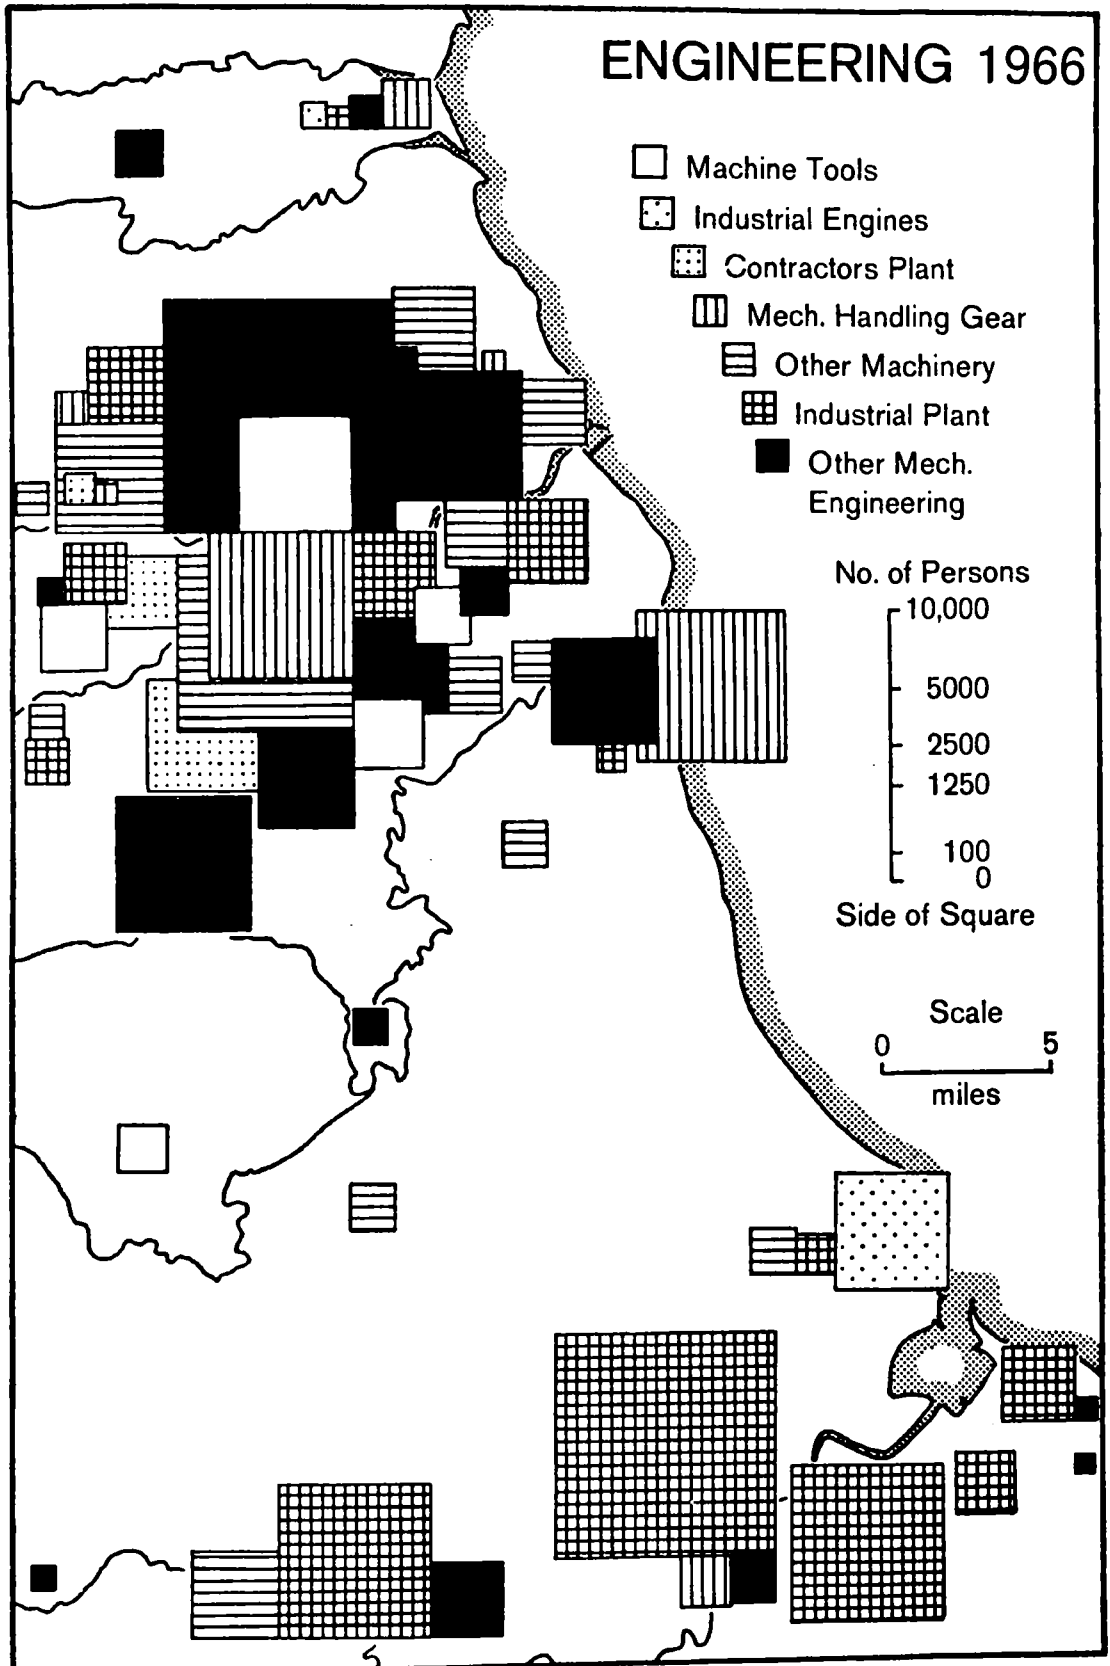 ENGINEERING 1966
Machine Tools
Industrial Engines
Contractors Plant
Mech. Handling Gear
Other Machinery
Industrial Plant
Other Mech.
Engineering
No. of Persons
10,000
5000
2500
1250
100
0
Side of Square
Scale
0 5
miles